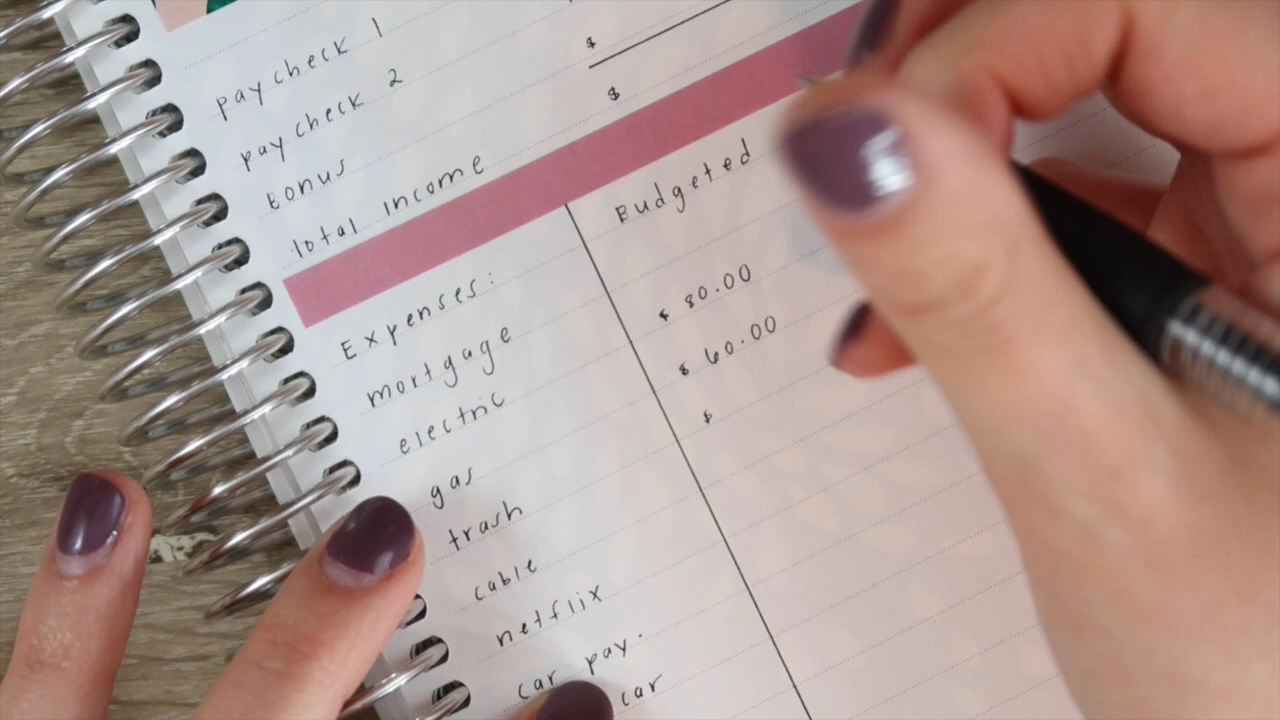 paycheck 1
paycheck 2
Bonus $
Total Income $
Expenses: Budgeted
mortgage
electric $ 80.00
gas $ 60.00
trash $
cable
netflix
car pay.
car